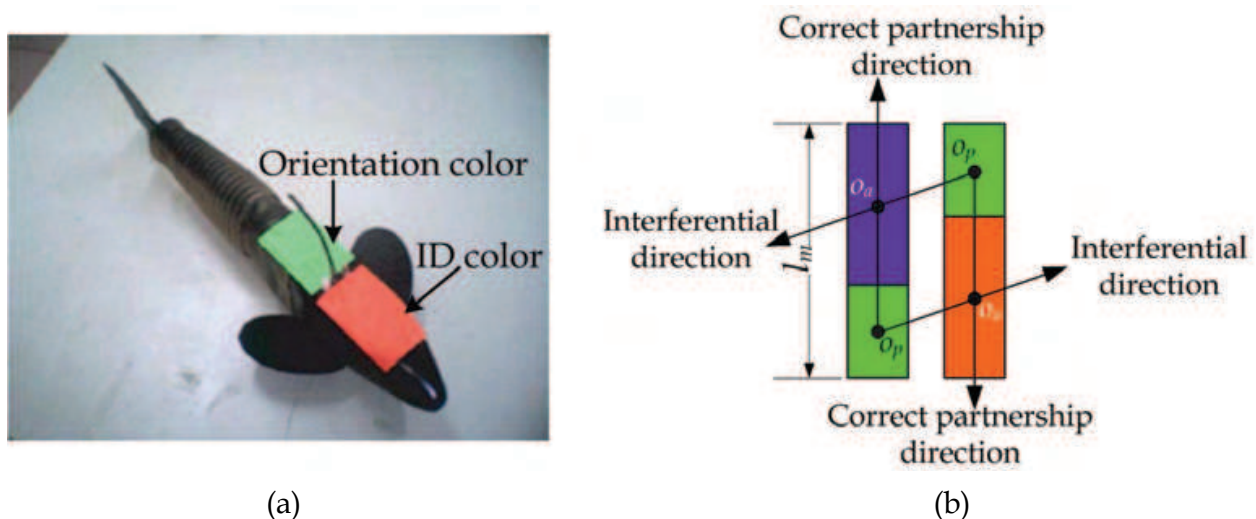 Orientation color
ID color
(a)
Correct partnership
direction
o_p
o_a
Interferential
direction
l_m
Interferential
direction
o_a
o_p
Correct partnership
direction
(b)